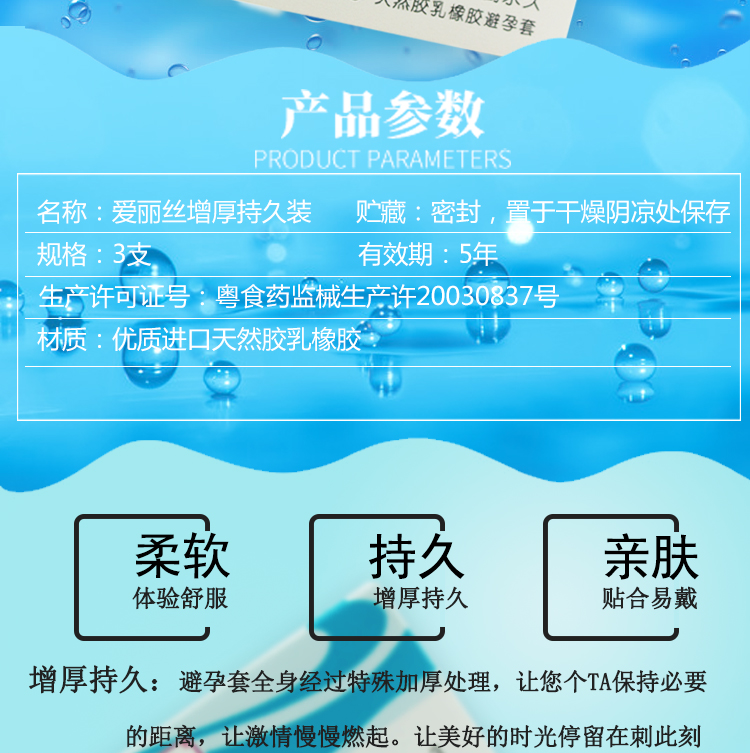 天然胶乳橡胶避孕套
产品参数
PRODUCT PARAMETERS
名称：爱丽丝增厚持久装 贮藏：密封，置于干燥阴凉处保存
规格：3支 有效期：5年
生产许可证号：粤食药监械生产许20030837号
材质：优质进口天然胶乳橡胶
柔软 持久 亲肤
体验舒服 增厚持久 贴合易戴
增厚持久：避孕套全身经过特殊加厚处理，让您个TA保持必要
的距离，让激情慢慢燃起。让美好的时光停留在刺此刻